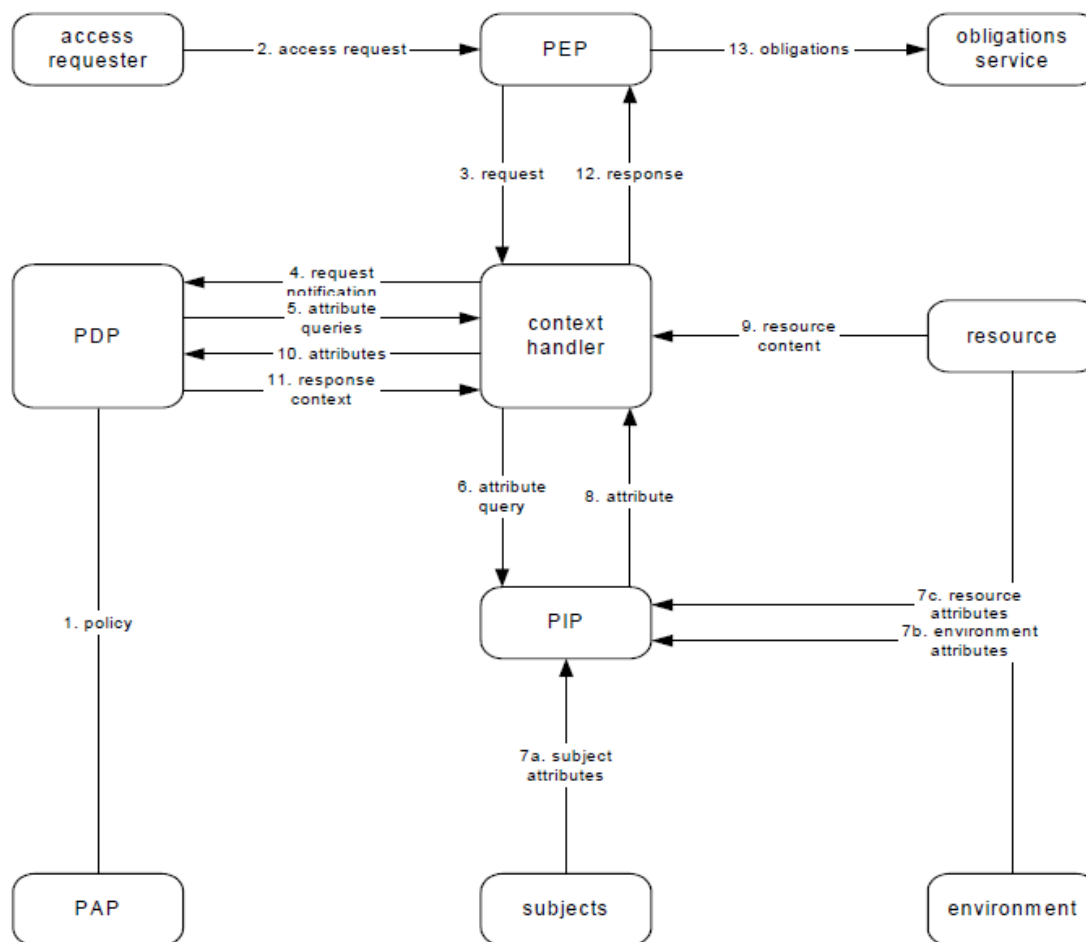 access
requester
2. access request
PEP
13. obligations
obligations
service
3. request
12. response
PDP
4. request
notification
5. attribute
queries
10. attributes
11. response
context
context
handler
9. resource
content
resource
6. attribute
query
8. attribute
1. policy
PIP
7c. resource
attributes
7b. environment
attributes
7a. subject
attributes
PAP
subjects
environment